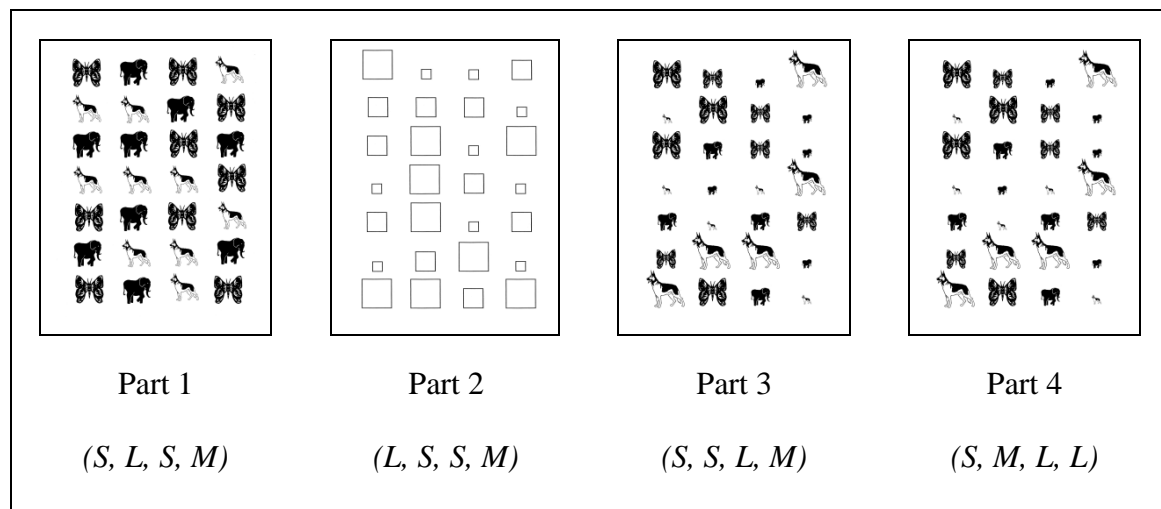 Part 1 Part 2 Part 3 Part 4
(S, L, S, M) (L, S, S, M) (S, S, L, M) (S, M, L, L)